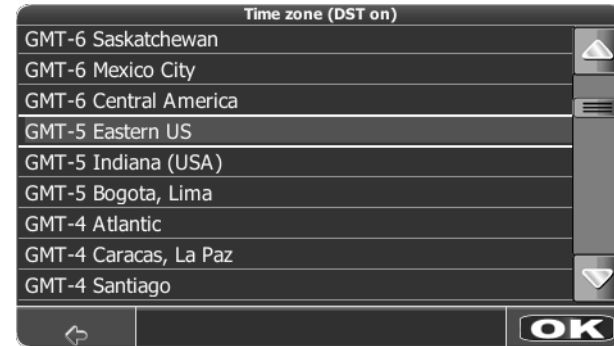 Time zone (DST on)
GMT-6 Saskatchewan
GMT-6 Mexico City
GMT-6 Central America
GMT-5 Eastern US
GMT-5 Indiana (USA)
GMT-5 Bogota, Lima
GMT-4 Atlantic
GMT-4 Caracas, La Paz
GMT-4 Santiago
OK